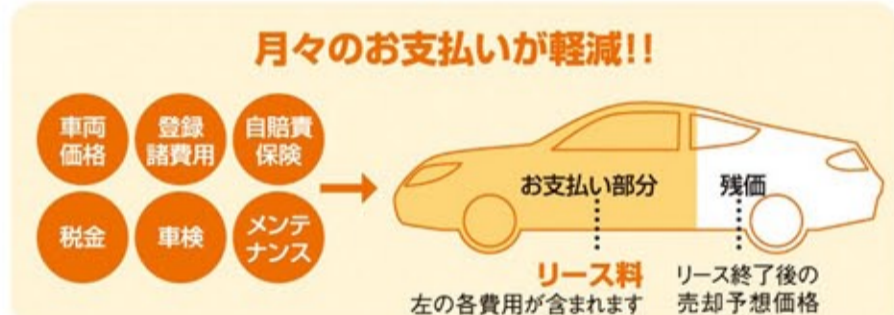 月々のお支払いが軽減!!
車両
価格
登録
諸費用
自賠責
保険
税金
車検
メンテ
ナンス
お支払い部分
残価
リース料
左の各費用が含まれます
リース終了後の
売却予想価格